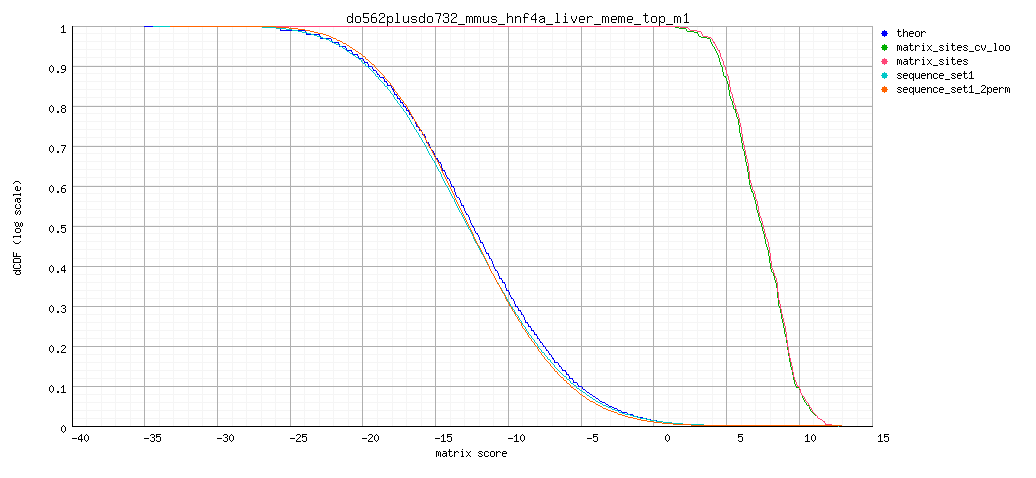 do562plusdo732_mmus_hnf4a_liver_meme_top_m1
theor
matrix_sites_cv_loo
matrix_sites
sequence_set1
sequence_set1_2perm
dCDF (log scale)
1
0.9
0.8
0.7
0.6
0.5
0.4
0.3
0.2
0.1
0
-40 -35 -30 -25 -20 -15 -10 -5 0 5 10 15
matrix score